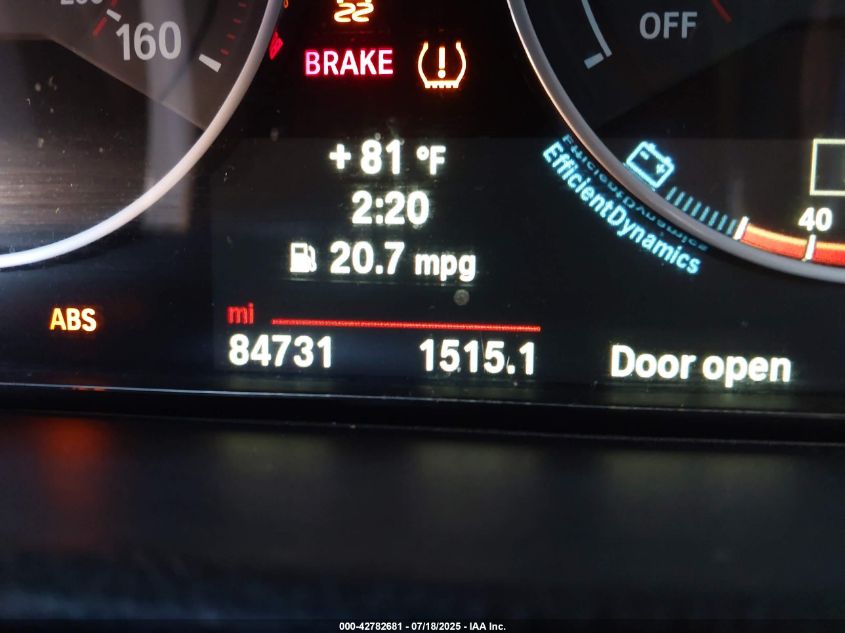 160
OFF
BRAKE
+81 °F
EfficientDynamics
2:20
40
20.7 mpg
ABS
mi
84731 1515.1
Door open
000-42782681 - 07/18/2025 - IAA Inc.